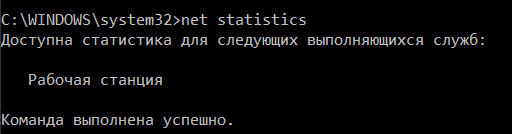 C:\WINDOWS\system32>net statistics
Доступна статистика для следующих выполняющихся служб:
Рабочая станция
Команда выполнена успешно.